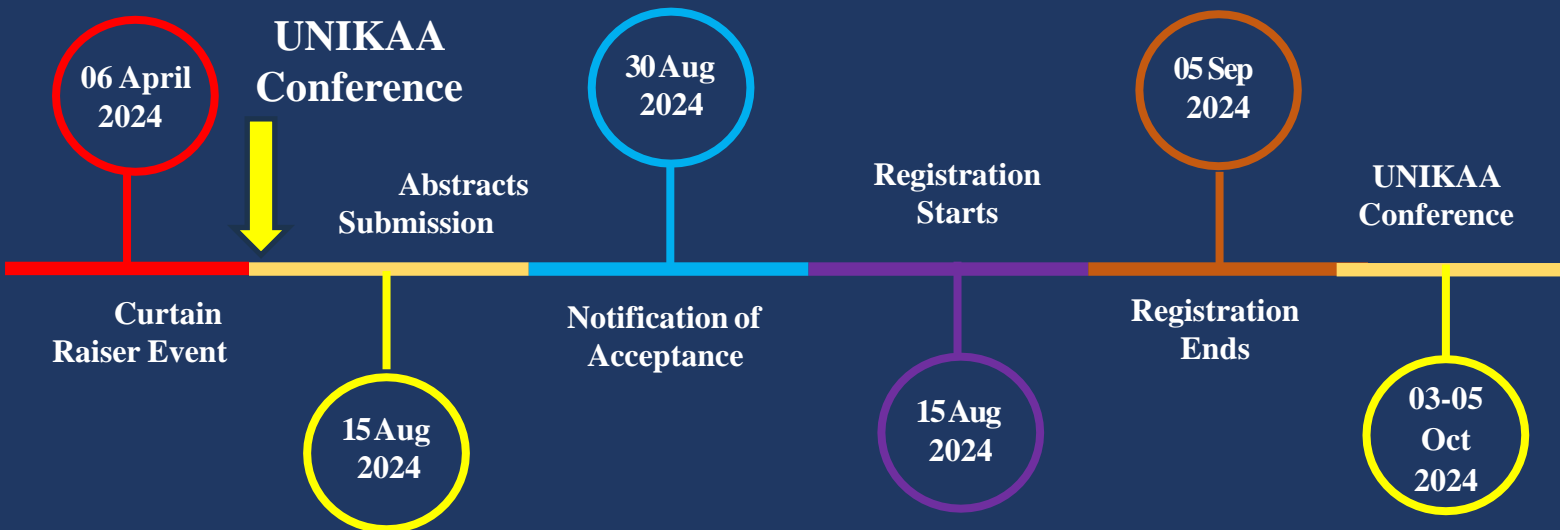 06 April
2024
UNIKAA
Conference
30 Aug
2024
05 Sep
2024
Abstracts
Submission
Registration
Starts
UNIKAA
Conference
Curtain
Raiser Event
Notification of
Acceptance
Registration
Ends
15 Aug
2024
15 Aug
2024
03-05
Oct
2024